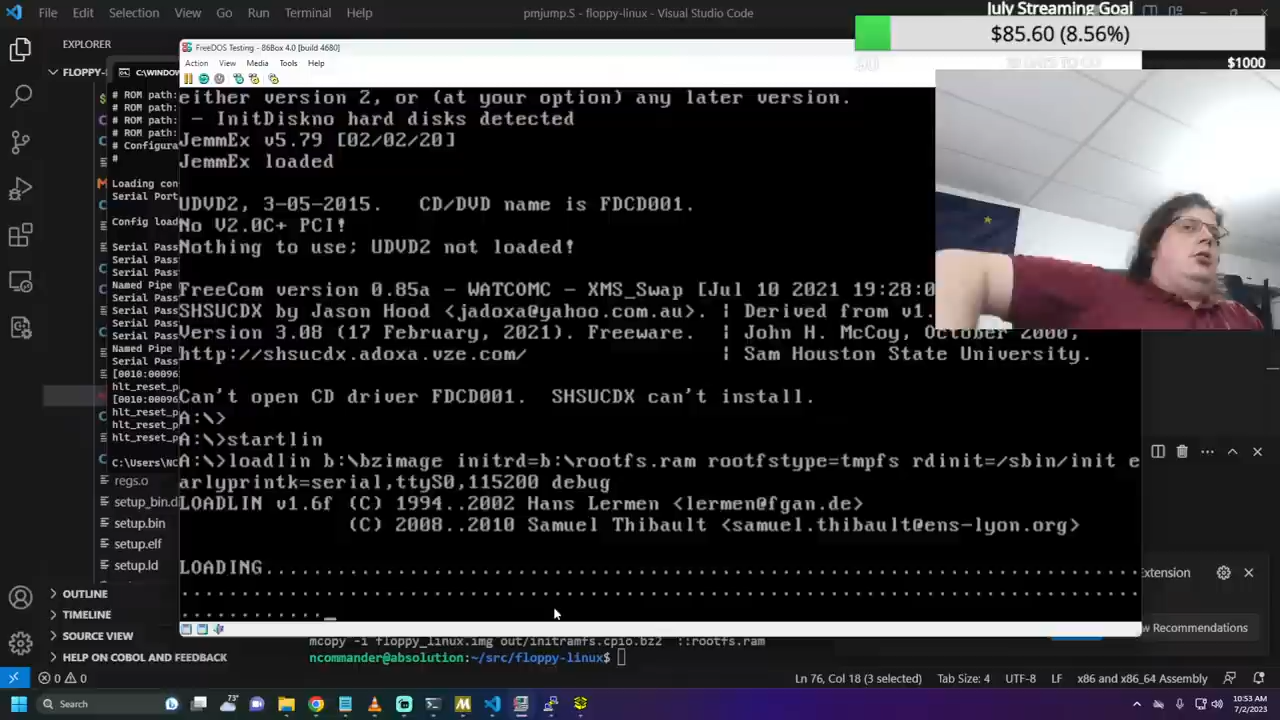 File Edit Selection View Go Run Terminal Help
pmjump.S - floppy-linux - Visual Studio Code
July Streaming Goal
$85.60 (8.56%)
$1000
EXPLORER
FLOPPY-
C:\WINDOW
FreeDOS Testing - 86Box 4.0 [build 4680]
Action View Media Tools Help
# ROM path:
# ROM path:
# ROM path:
# ROM path:
# Configura
#
Loading con
Serial Port
Config load
Serial Pass
Serial Pass
Serial Pass
Named Pipe
Serial Pass
Serial Pass
Serial Pass
Named Pipe
Serial Pass
[0010:00096
hlt_reset_p
[0010:00096
hlt_reset_p
hlt_reset_p
hlt_reset_p
C:\Users\NC
either version 2, or (at your option) any later version.
- InitDiskno hard disks detected
JemmEx v5.79 [02/02/20]
JemmEx loaded
UDVD2, 3-05-2015. CD/DVD name is FDCD001.
No V2.0C+ PCI!
Nothing to use; UDVD2 not loaded!
FreeCom version 0.85a - WATCOMC - XMS_Swap [Jul 10 2021 19:28:0
SHSUCDX by Jason Hood <jadoxa@yahoo.com.au>. | Derived from v1.
Version 3.08 (17 February, 2021). Freeware. | John H. McCoy, October 2000,
http://shsucdx.adoxa.vze.com/ | Sam Houston State University.
Can't open CD driver FDCD001. SHSUCDX can't install.
A:\>
A:\>startlin
A:\>loadlin b:\bzimage initrd=b:\rootfs.ram rootfstype=tmpfs rdinit=/sbin/init e
arlyprintk=serial,ttyS0,115200 debug
LOADLIN v1.6f (C) 1994..2002 Hans Lermen <lermen@fgan.de>
(C) 2008..2010 Samuel Thibault <samuel.thibault@ens-lyon.org>
LOADING................................................................................
..........................................................................................
.............._
regs.o
setup_bin.d
setup.bin
setup.elf
setup.ld
OUTLINE
TIMELINE
SOURCE VIEW
HELP ON COBOL AND FEEDBACK
xtension
w Recommendations
mcopy -i floppy_linux.img out/initramfs.cpio.bz2 ::rootfs.ram
ncommander@absolution:~/src/floppy-linux$
0 0
Ln 76, Col 18 (3 selected) Tab Size: 4 UTF-8 LF x86 and x86_64 Assembly
Search
73°
10:53 AM
7/2/2023